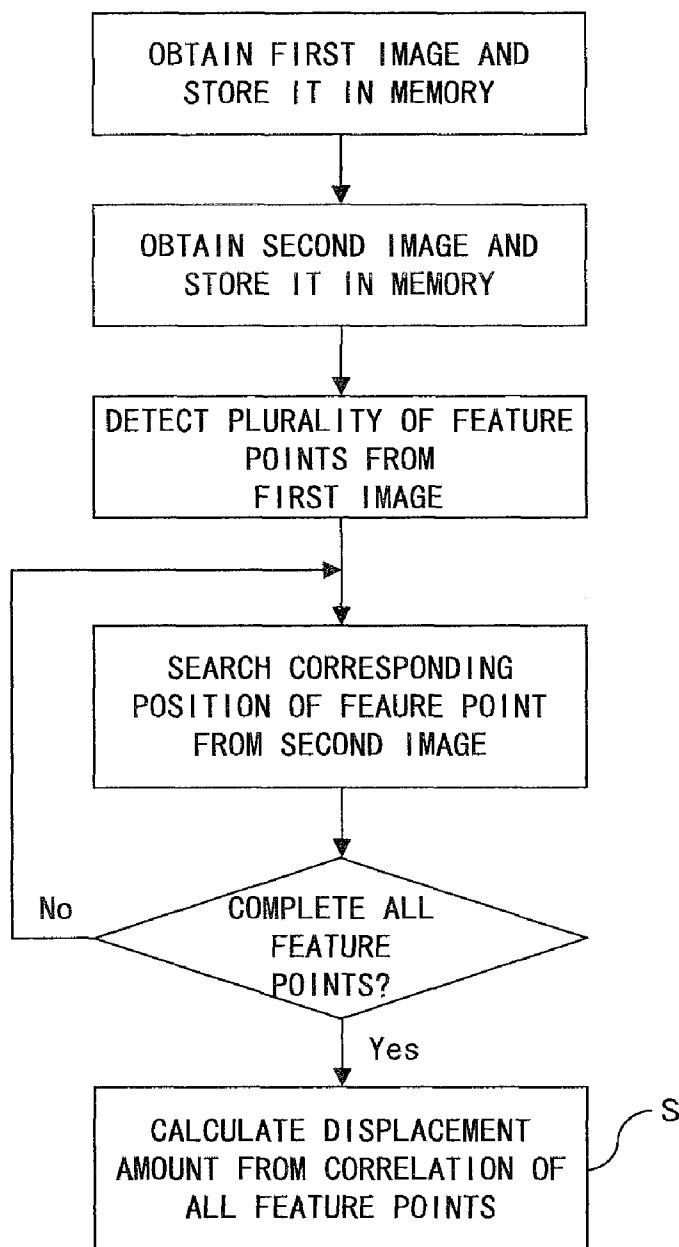 OBTAIN FIRST IMAGE AND
STORE IT IN MEMORY
OBTAIN SECOND IMAGE AND
STORE IT IN MEMORY
DETECT PLURALITY OF FEATURE
POINTS FROM
FIRST IMAGE
SEARCH CORRESPONDING
POSITION OF FEAURE POINT
FROM SECOND IMAGE
No
COMPLETE ALL
FEATURE
POINTS?
Yes
S
CALCULATE DISPLACEMENT
AMOUNT FROM CORRELATION OF
ALL FEATURE POINTS